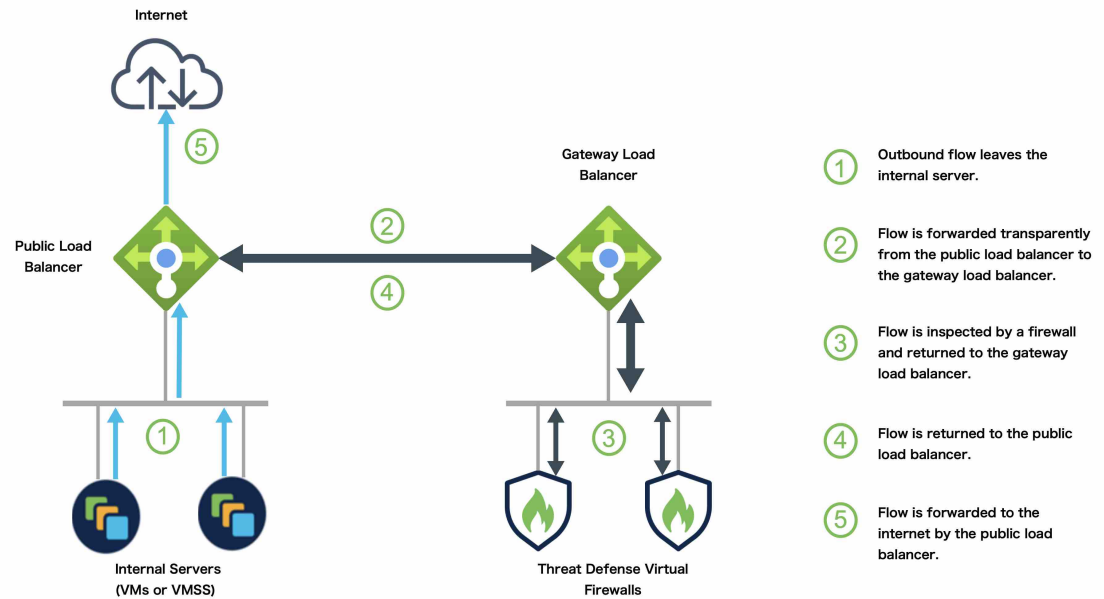 Internet
5
Gateway Load
Balancer
Public Load
Balancer
2
4
1
3
Internal Servers
(VMs or VMSS)
Threat Defense Virtual
Firewalls
1
Outbound flow leaves the
internal server.
2
Flow is forwarded transparently
from the public load balancer to
the gateway load balancer.
3
Flow is inspected by a firewall
and returned to the gateway
load balancer.
4
Flow is returned to the public
load balancer.
5
Flow is forwarded to the
internet by the public load
balancer.